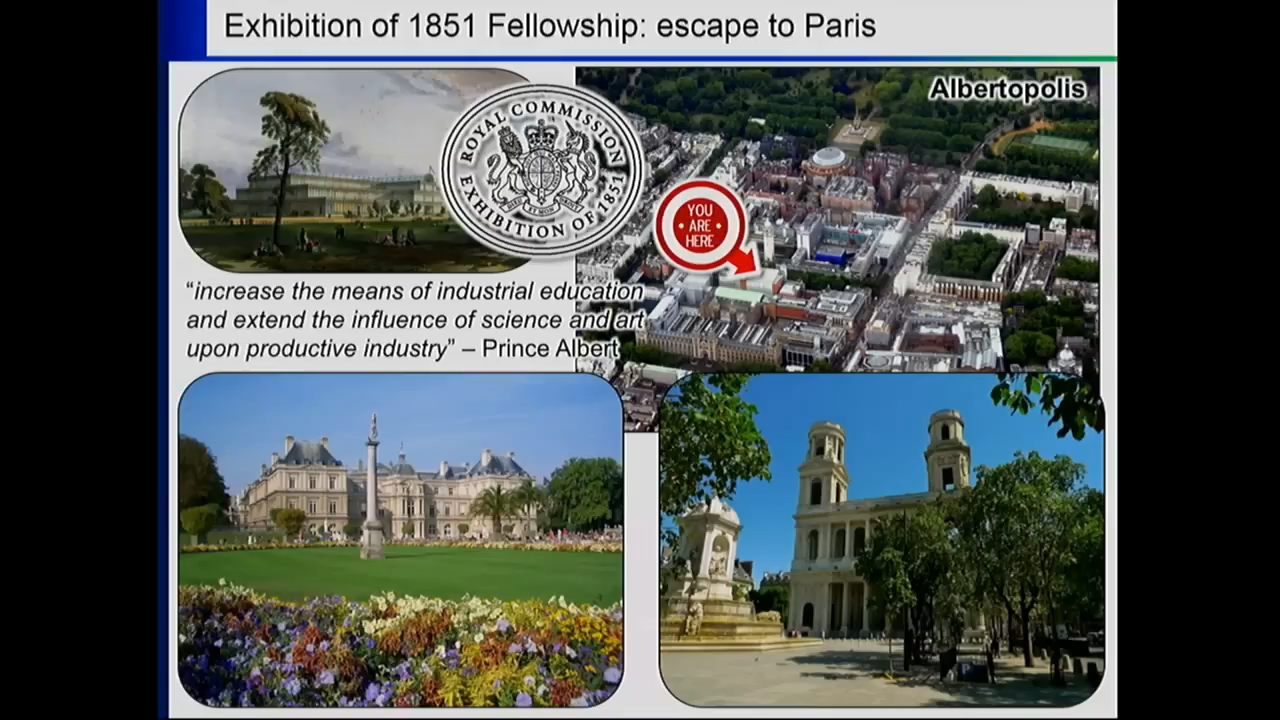 Exhibition of 1851 Fellowship: escape to Paris
Albertopolis
ROYAL COMMISSION
EXHIBITION OF 1851
YOU
ARE
HERE
“increase the means of industrial education
and extend the influence of science and art
upon productive industry” – Prince Albert